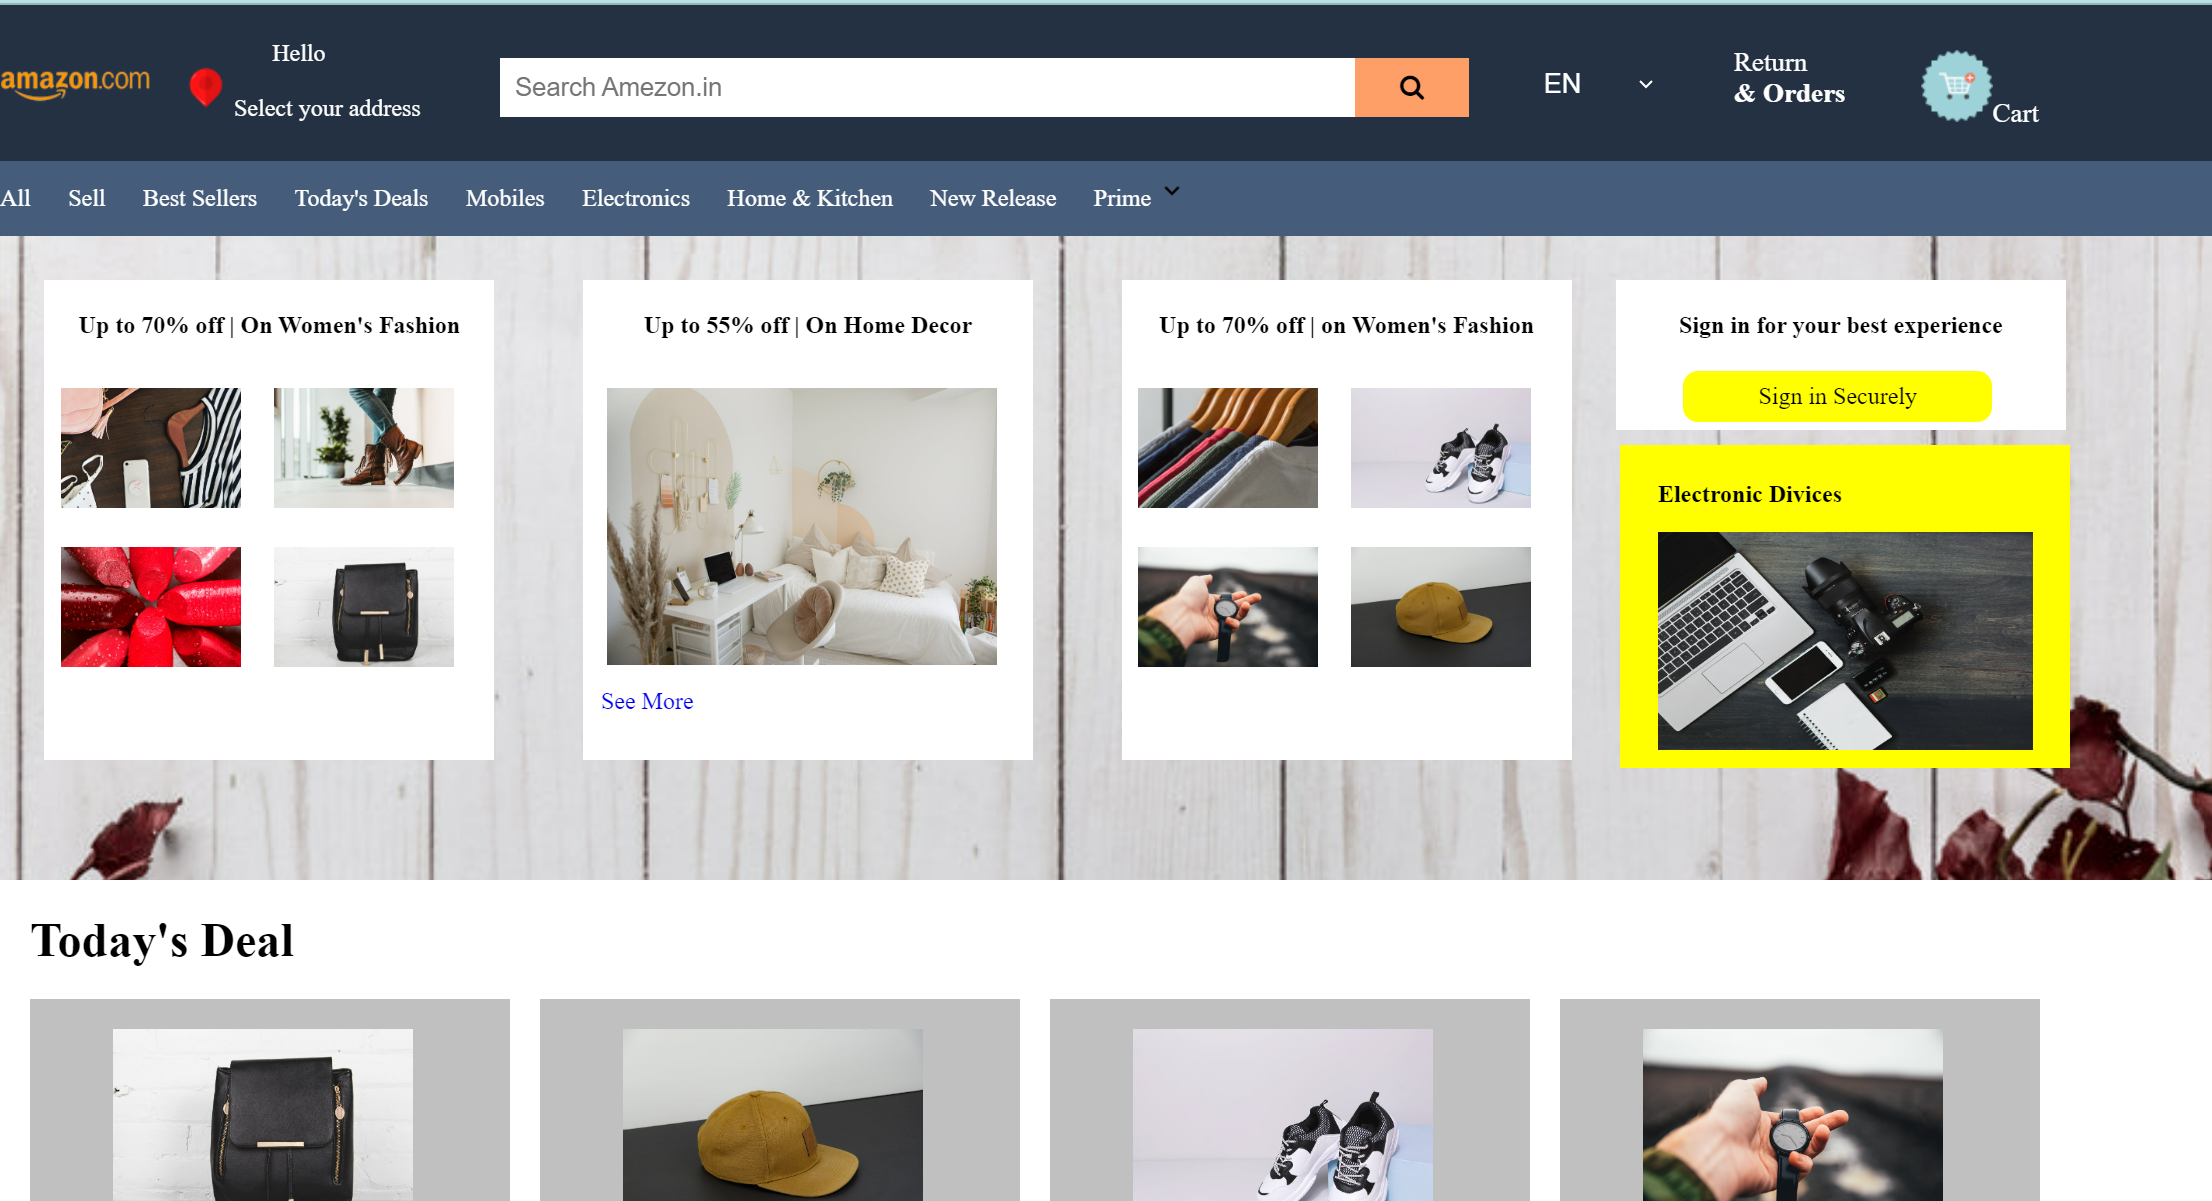 amazon.com
Hello
Select your address
Search Amezon.in
EN
Return
& Orders
Cart
All Sell Best Sellers Today's Deals Mobiles Electronics Home & Kitchen New Release Prime
Up to 70% off | On Women's Fashion
Up to 55% off | On Home Decor
See More
Up to 70% off | on Women's Fashion
Sign in for your best experience
Sign in Securely
Electronic Divices
Today's Deal